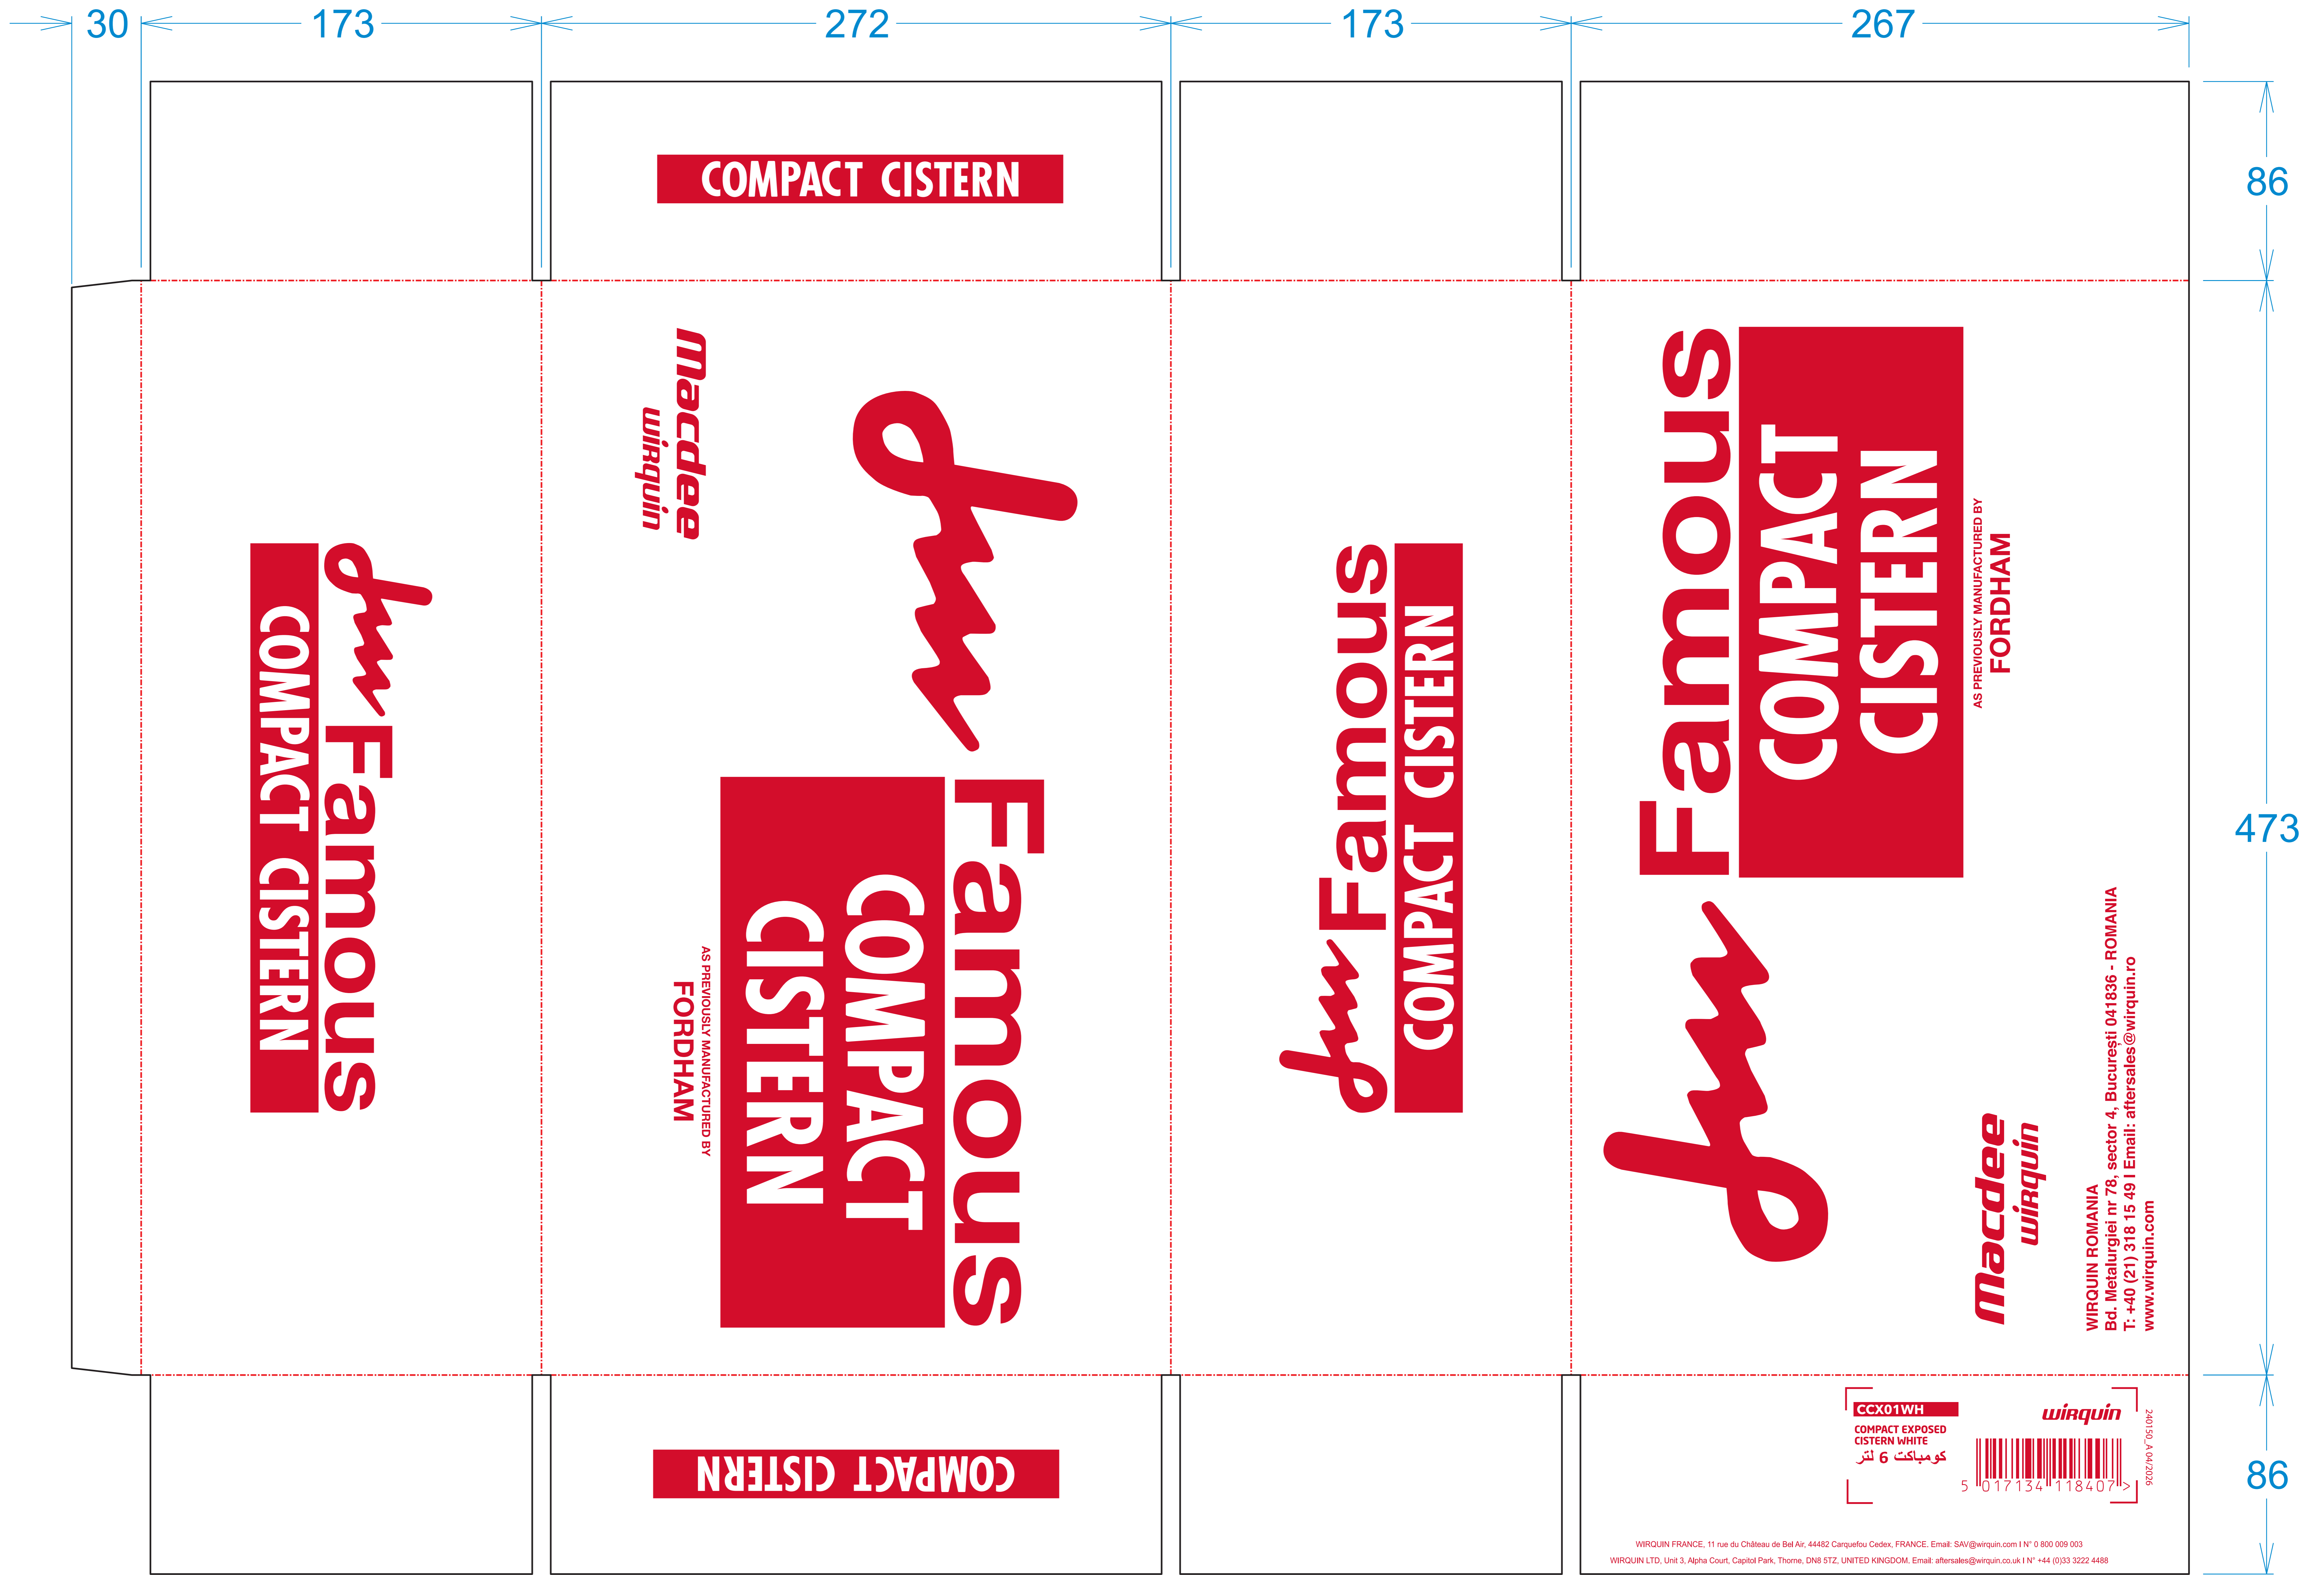 30
173
272
173
267
86
473
86
COMPACT CISTERN
Famous
COMPACT CISTERN
macdee
wirquin
Famous
COMPACT
CISTERN
AS PREVIOUSLY MANUFACTURED BY
FORDHAM
Famous
COMPACT CISTERN
Famous
COMPACT
CISTERN
AS PREVIOUSLY MANUFACTURED BY
FORDHAM
macdee
wirquin
WIRQUIN ROMANIA
Bd. Metalurgiei nr 78, sector 4, București 041836 - ROMANIA
T: +40 (21) 318 15 49 I Email: aftersales@wirquin.ro
www.wirquin.com
COMPACT CISTERN
CCX01WH
COMPACT EXPOSED
CISTERN WHITE
كومباكت 6 لتر
wirquin
5 017134 118407 >
240150_A 04/2026
WIRQUIN FRANCE, 11 rue du Château de Bel Air, 44482 Carquefou Cedex, FRANCE. Email: SAV@wirquin.com I N° 0 800 009 003
WIRQUIN LTD, Unit 3, Alpha Court, Capitol Park, Thorne, DN8 5TZ, UNITED KINGDOM. Email: aftersales@wirquin.co.uk I N° +44 (0)33 3222 4488